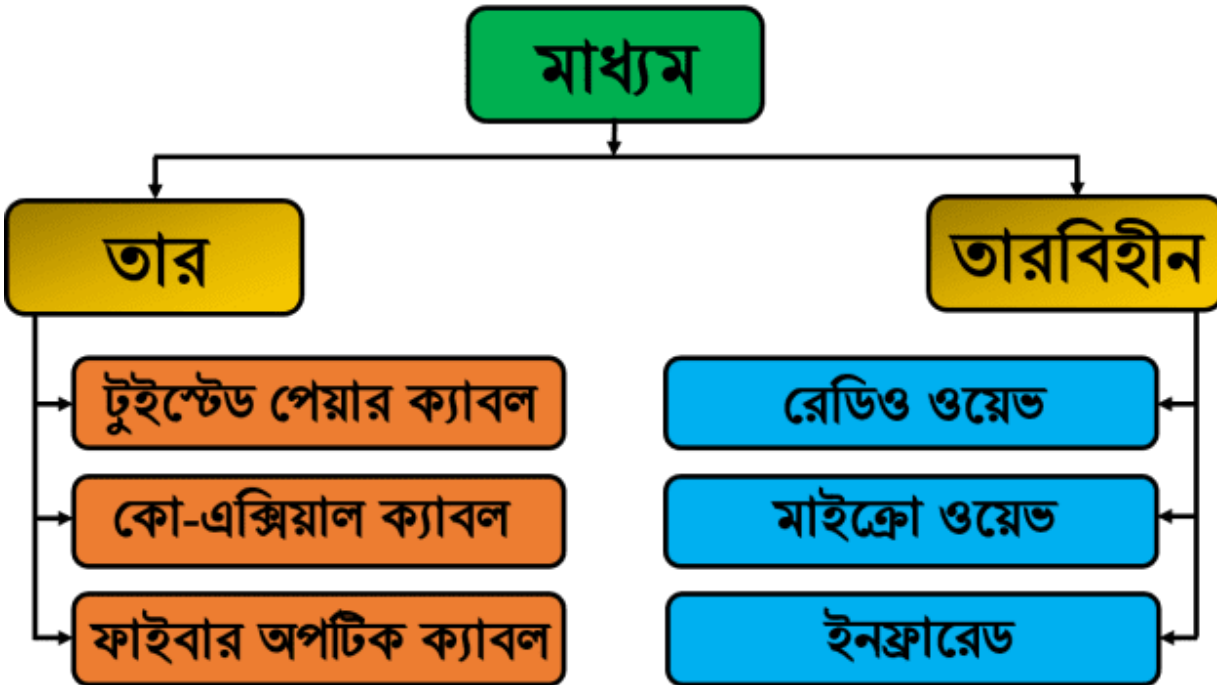 মাধ্যম
তার
তারবিহীন
টুইস্টেড পেয়ার ক্যাবল
কো-এক্সিয়াল ক্যাবল
ফাইবার অপটিক ক্যাবল
রেডিও ওয়েভ
মাইক্রো ওয়েভ
ইনফ্রারেড